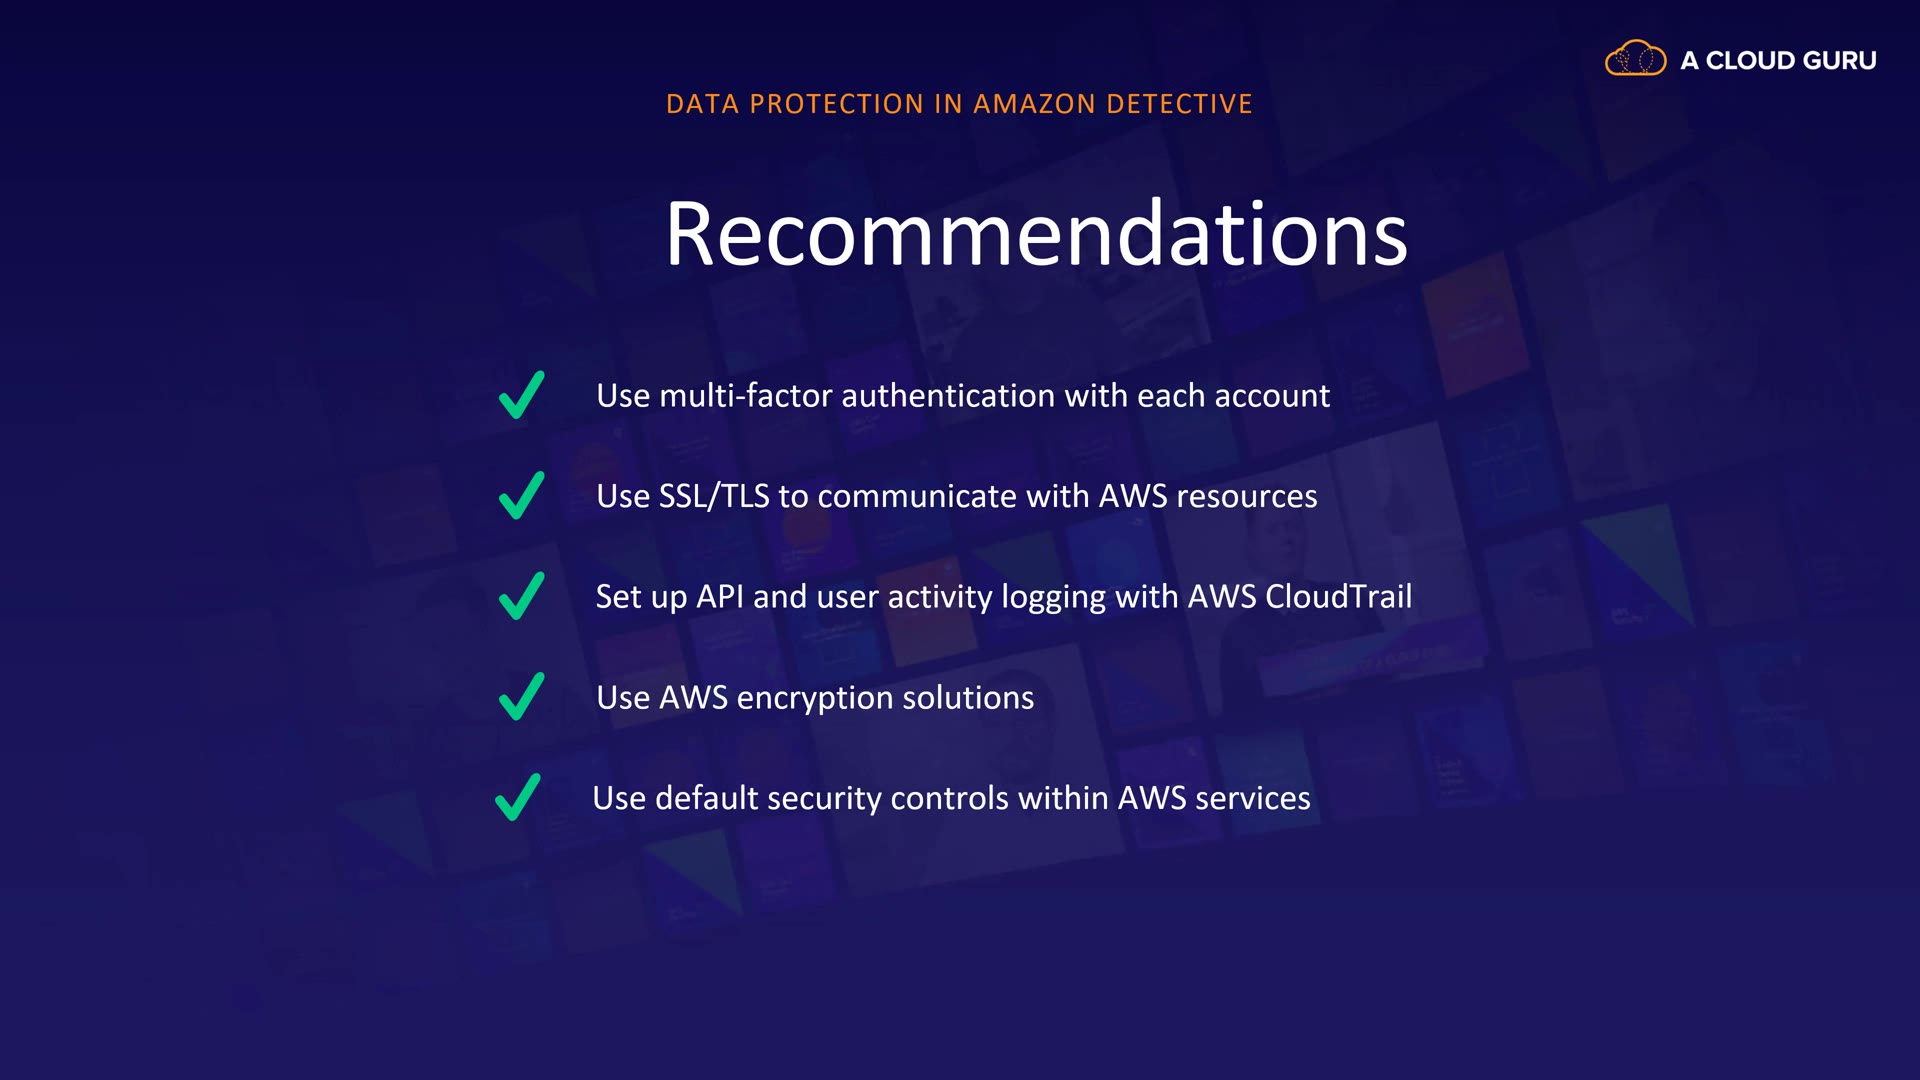 A CLOUD GURU
DATA PROTECTION IN AMAZON DETECTIVE
Recommendations
Use multi-factor authentication with each account
Use SSL/TLS to communicate with AWS resources
Set up API and user activity logging with AWS CloudTrail
Use AWS encryption solutions
Use default security controls within AWS services